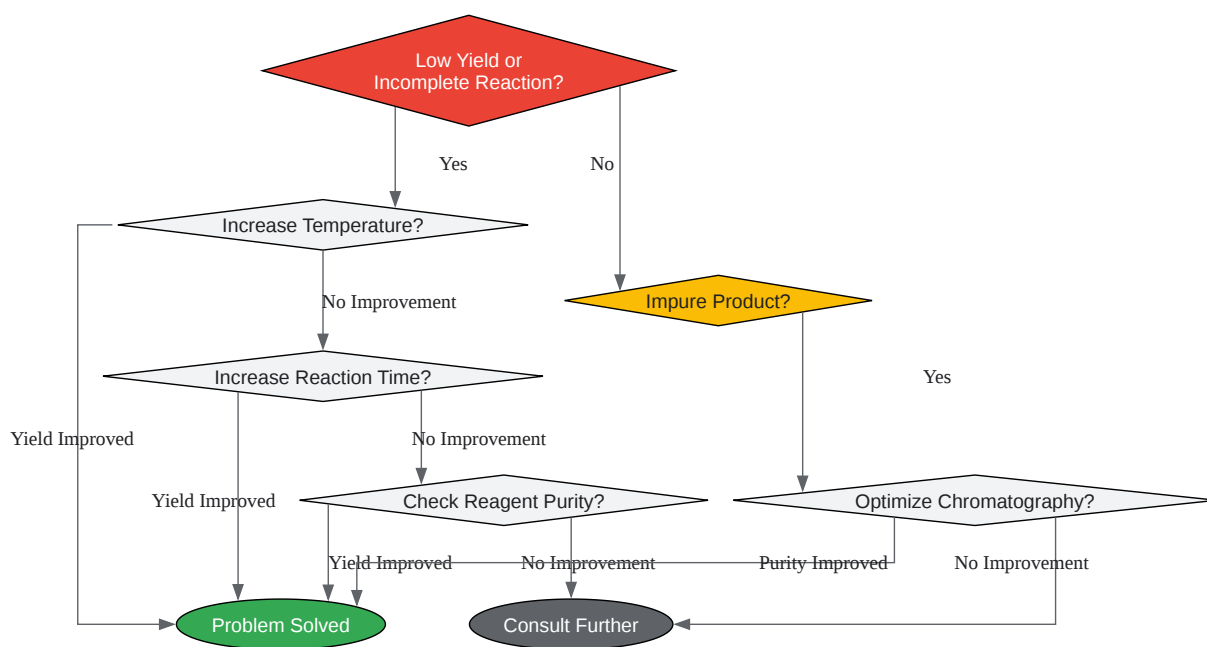 Low Yield or
Incomplete Reaction?
Yes
No
Increase Temperature?
No Improvement
Impure Product?
Increase Reaction Time?
Yes
Yield Improved
No Improvement
Yield Improved
Check Reagent Purity?
Optimize Chromatography?
Yield Improved
No Improvement
Purity Improved
No Improvement
Problem Solved
Consult Further